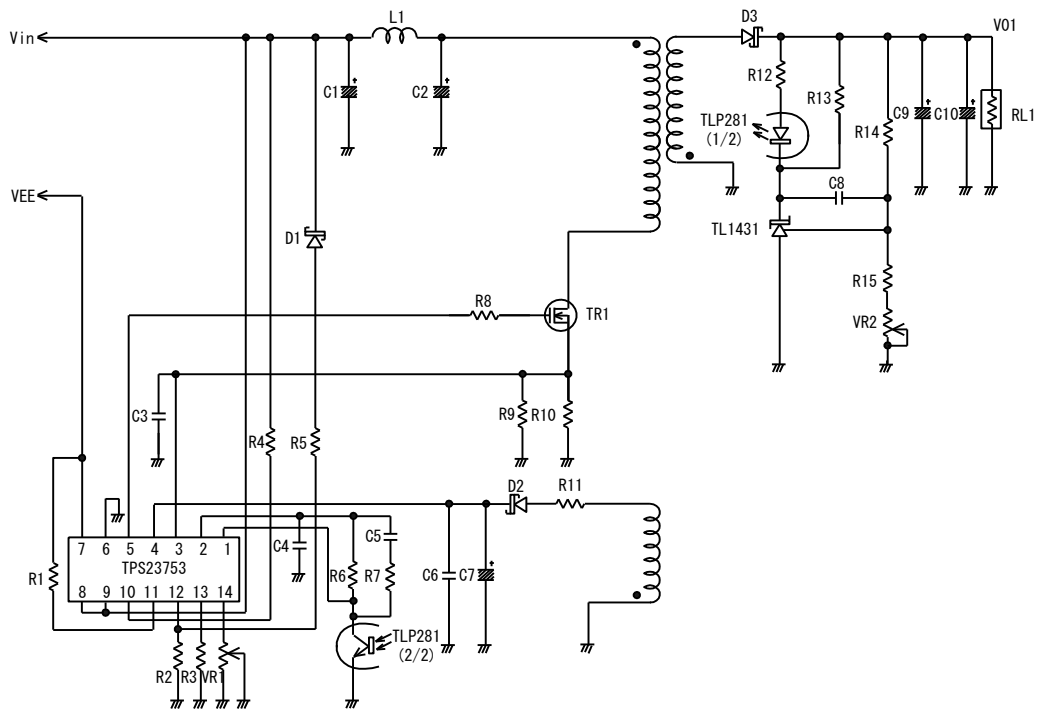 L1
D3
Vin
VO1
R12
C1
C2
R13
TLP281
(1/2)
R14
C9
C10
RL1
VEE
C8
D1
TL1431
R15
R8
TR1
VR2
C3
R9
R10
R4
R5
D2
R11
7
6
5
4
3
2
1
TPS23753
C4
C5
R1
R6
R7
C6
C7
8
9
10
11
12
13
14
TLP281
(2/2)
R2
R3
VR1
+
+
+
+
+